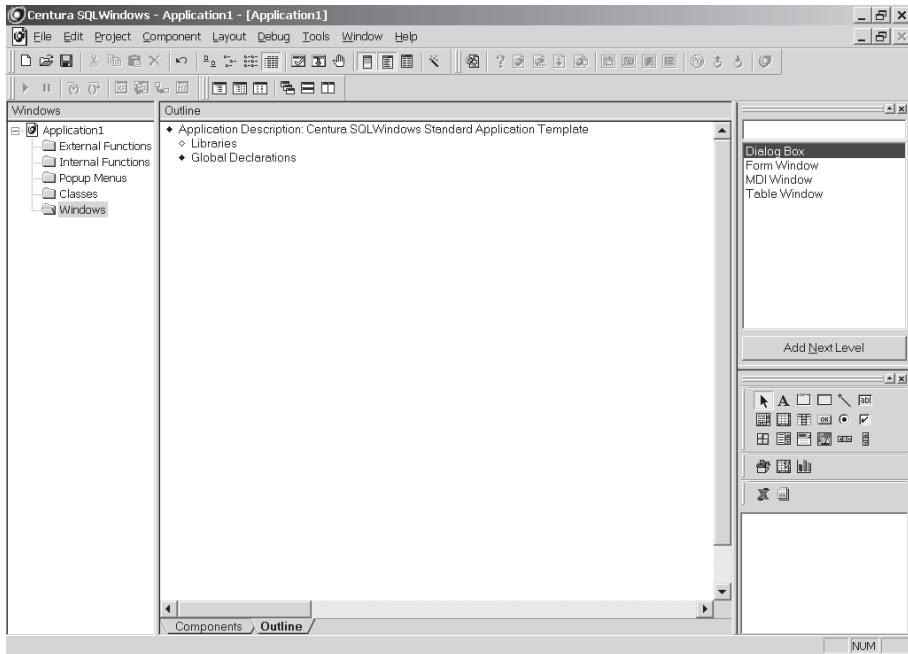 Centura SQLWindows - Application1 - [Application1]
File Edit Project Component Layout Debug Tools Window Help
Windows
Application1
External Functions
Internal Functions
Popup Menus
Classes
Windows
Outline
Application Description: Centura SQLWindows Standard Application Template
Libraries
Global Declarations
Components
Outline
Dialog Box
Form Window
MDI Window
Table Window
Add Next Level
A
ab
OK
NUM